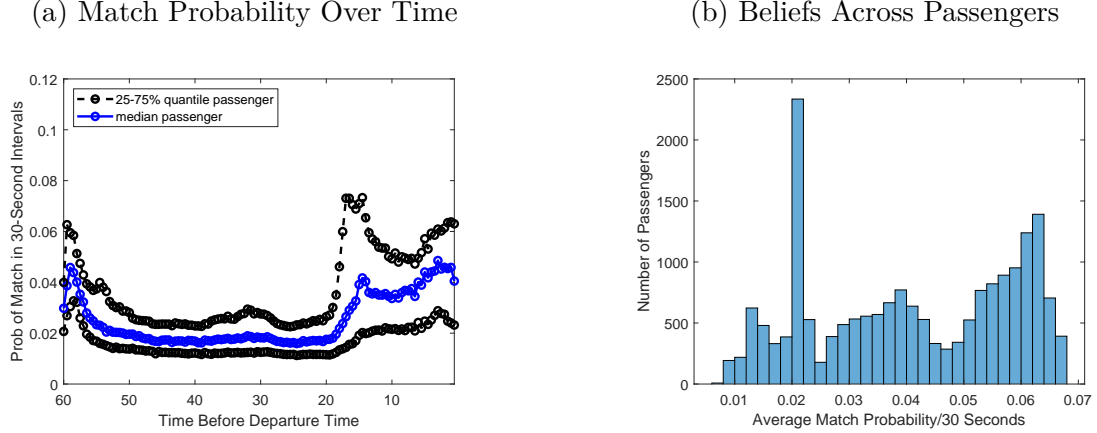 (a) Match Probability Over Time
0.12
0.1
0.08
0.06
0.04
0.02
0
Prob of Match in 30-Second Intervals
25-75% quantile passenger
median passenger
60 50 40 30 20 10
Time Before Departure Time
(b) Beliefs Across Passengers
2500
2000
1500
1000
500
0
Number of Passengers
0.01 0.02 0.03 0.04 0.05 0.06 0.07
Average Match Probability/30 Seconds